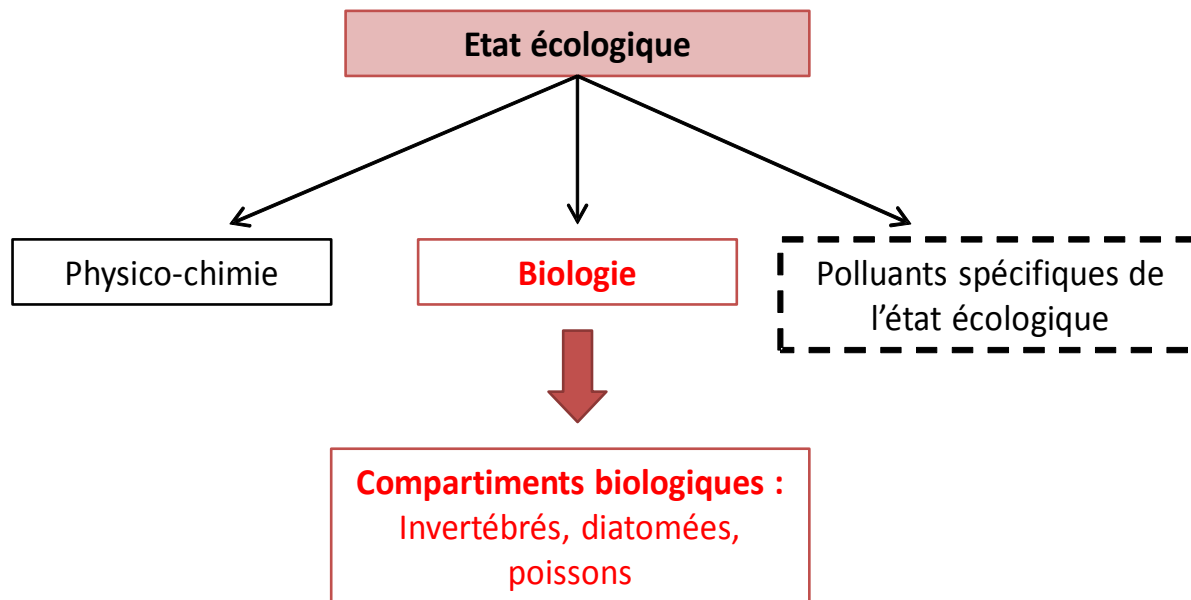 Etat écologique
Physico-chimie
Biologie
Polluants spécifiques de
l’état écologique
Compartiments biologiques :
Invertébrés, diatomées,
poissons